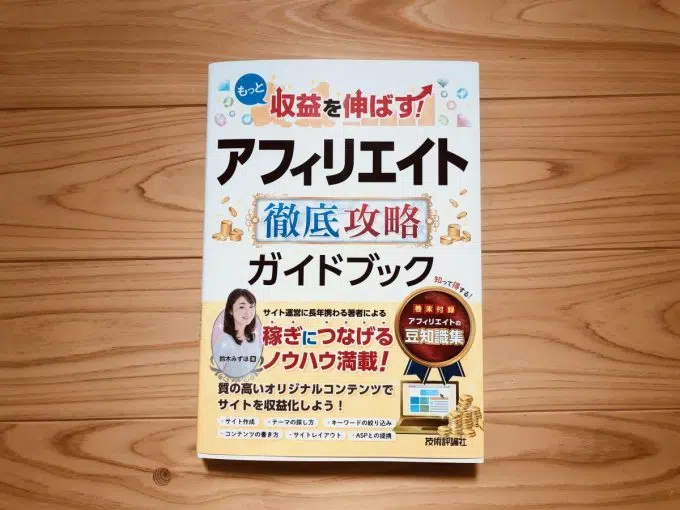 もっと
収益を伸ばす!
アフィリエイト
徹底攻略
ガイドブック
知って得する!
巻末付録
アフィリエイトの
豆知識集
サイト運営に長年携わる著者による
稼ぎにつなげる
ノウハウ満載!
鈴木みずほ 著
質の高いオリジナルコンテンツで
サイトを収益化しよう!
・サイト作成 ・テーマの探し方 ・キーワードの絞り込み
・コンテンツの書き方 ・サイトレイアウト ・ASPとの提携
技術評論社